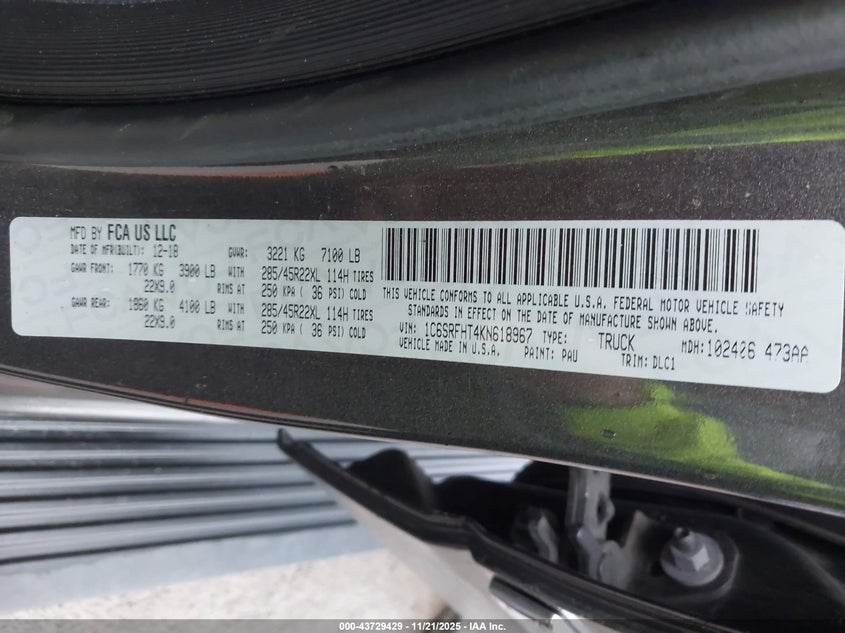 MFD BY FCA US LLC
DATE OF MFR(BUILT): 12-18 GVWR: 3221 KG 7100 LB
GAWR FRONT: 1770 KG 3900 LB WITH 285/45R22XL 114H TIRES
22X9.0 RIMS AT 250 KPA ( 36 PSI) COLD
GAWR REAR: 1860 KG 4100 LB WITH 285/45R22XL 114H TIRES
22X9.0 RIMS AT 250 KPA ( 36 PSI) COLD
THIS VEHICLE CONFORMS TO ALL APPLICABLE U.S.A. FEDERAL MOTOR VEHICLE SAFETY
STANDARDS IN EFFECT ON THE DATE OF MANUFACTURE SHOWN ABOVE.
VIN: 1C6SRFHT4KN618967 TYPE: TRUCK MDH: 102406 473AA
VEHICLE MADE IN U.S.A. PAINT: PAU TRIM: DLC1
000-43729429 - 11/21/2025 - © IAA Inc.